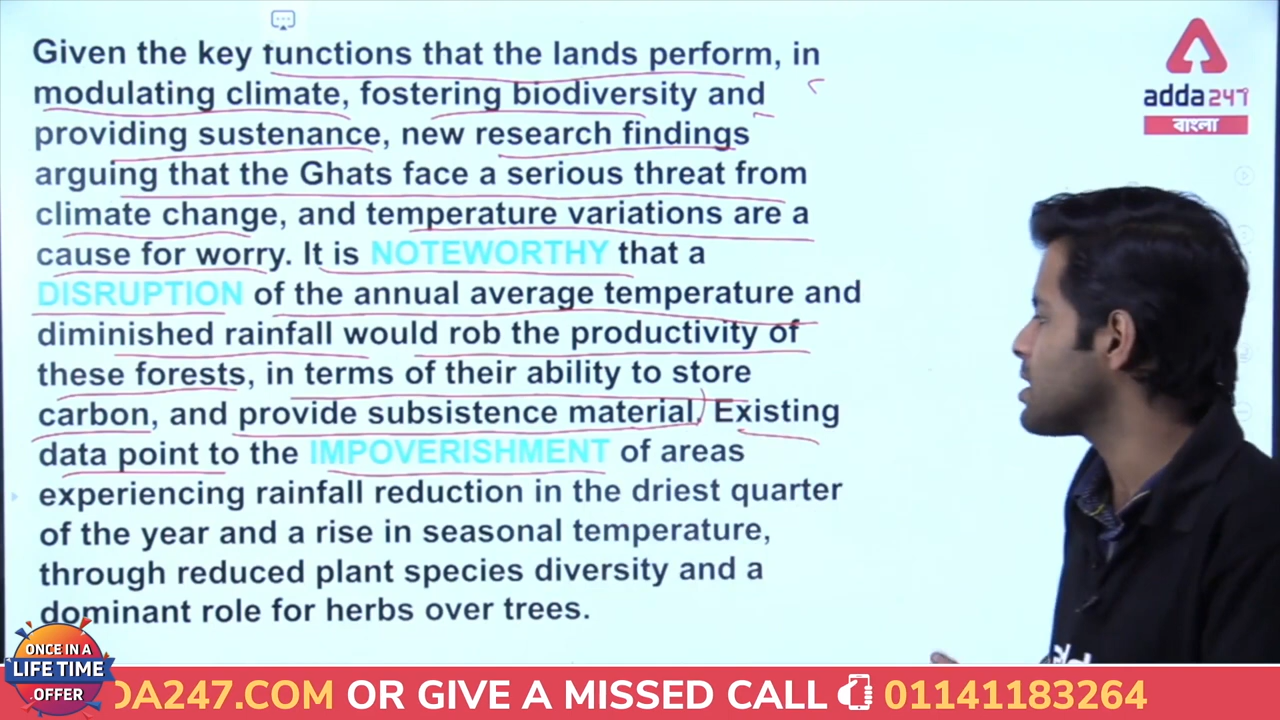 Given the key functions that the lands perform, in
modulating climate, fostering biodiversity and
providing sustenance, new research findings
arguing that the Ghats face a serious threat from
climate change, and temperature variations are a
cause for worry. It is NOTEWORTHY that a
DISRUPTION of the annual average temperature and
diminished rainfall would rob the productivity of
these forests, in terms of their ability to store
carbon, and provide subsistence material. Existing
data point to the IMPOVERISHMENT of areas
experiencing rainfall reduction in the driest quarter
of the year and a rise in seasonal temperature,
through reduced plant species diversity and a
dominant role for herbs over trees.
adda247
বাংলা
ONCE IN A
LIFE TIME
OFFER
DA247.COM OR GIVE A MISSED CALL 01141183264